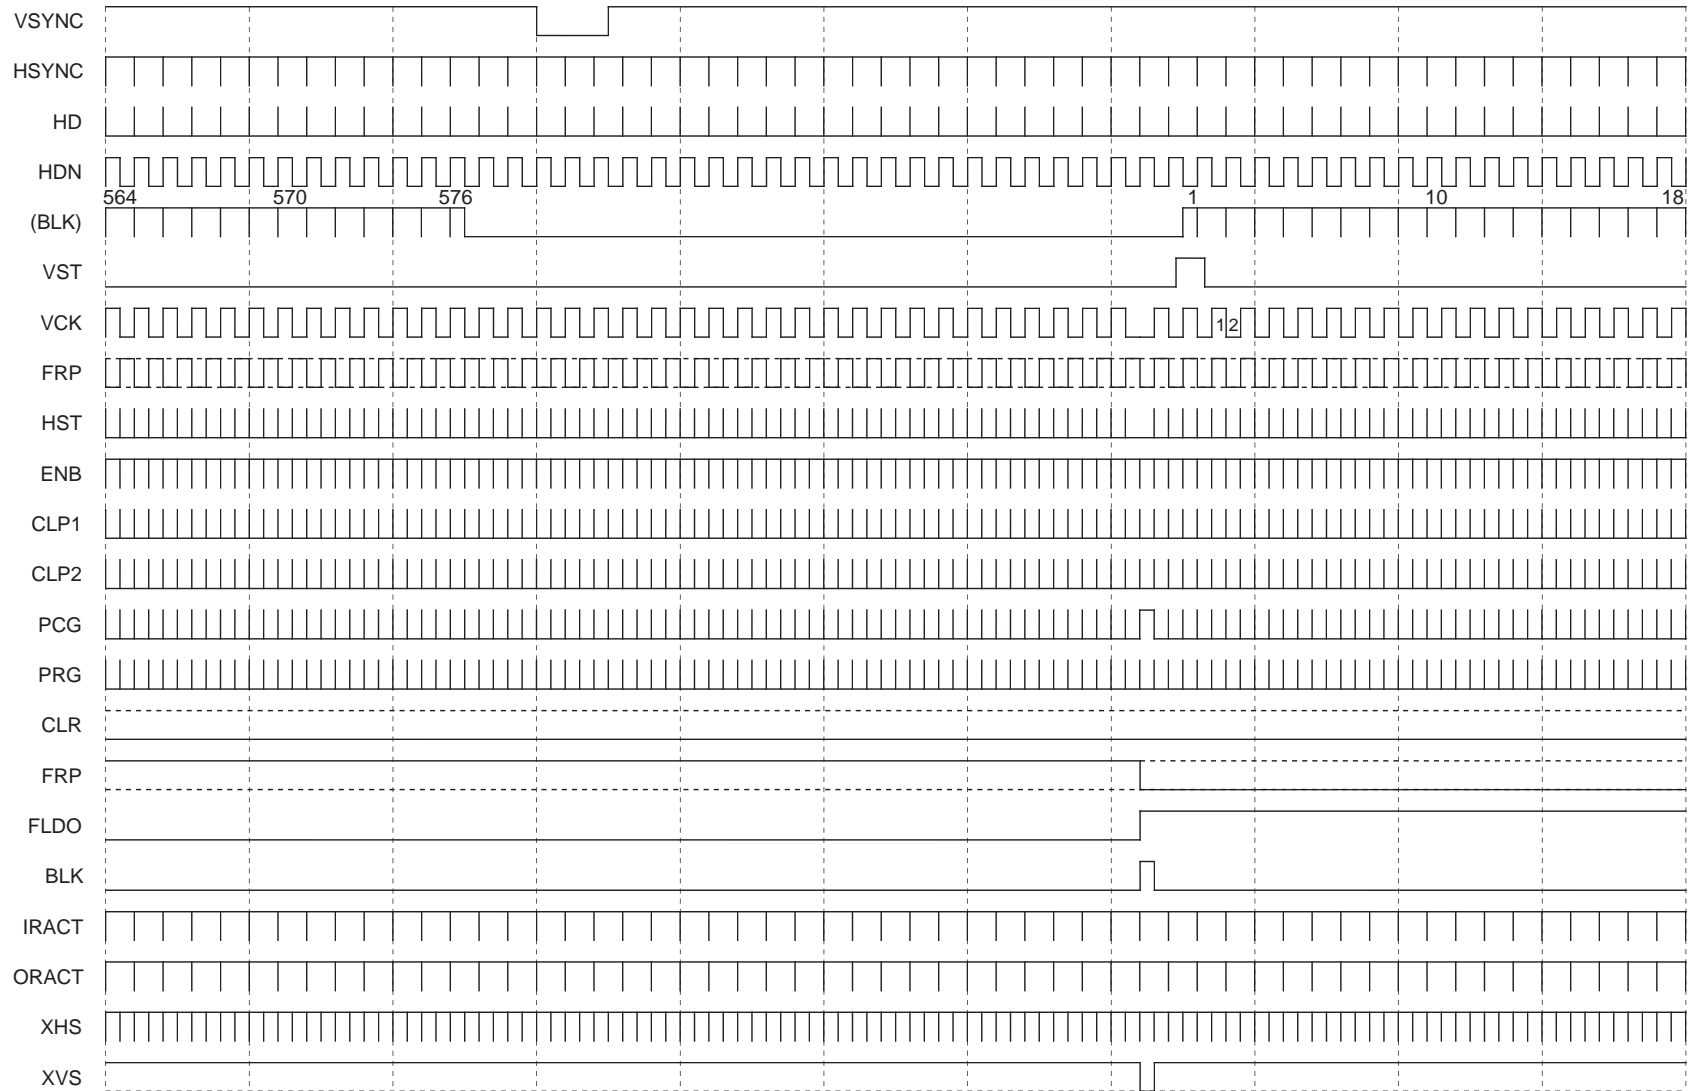 VSYNC
HSYNC
HD
HDN
564 570 576 1 10 18
(BLK)
VST
VCK 1 2
FRP
HST
ENB
CLP1
CLP2
PCG
PRG
CLR
FRP
FLDO
BLK
IRACT
ORACT
XHS
XVS